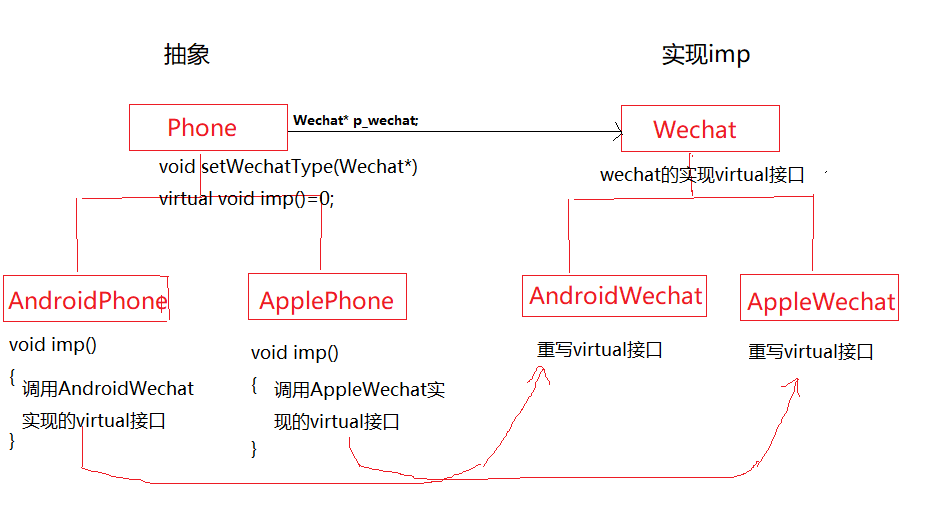 抽象
实现imp
Phone
Wechat* p_wechat;
Wechat
void setWechatType(Wechat*)
virtual void imp()=0;
wechat的实现virtual接口
AndroidPhone
ApplePhone
AndroidWechat
AppleWechat
void imp()
{
调用AndroidWechat
实现的virtual接口
}
void imp()
{
调用AppleWechat实
现的virtual接口
}
重写virtual接口
重写virtual接口